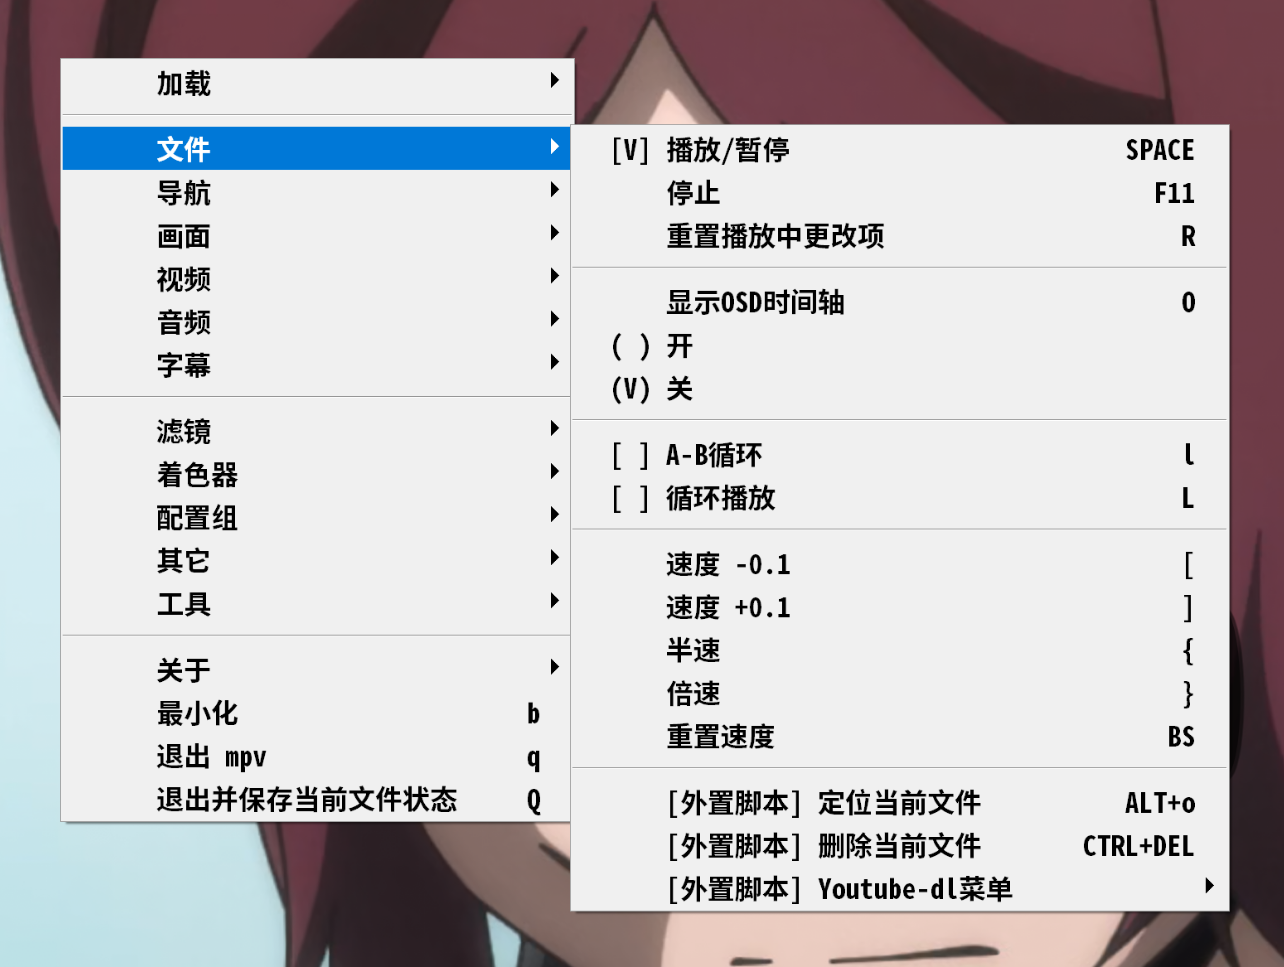 加载
文件
导航
画面
视频
音频
字幕
滤镜
着色器
配置组
其它
工具
关于
最小化 b
退出 mpv q
退出并保存当前文件状态 Q
[V] 播放/暂停 SPACE
停止 F11
重置播放中更改项 R
显示OSD时间轴 O
( ) 开
(V) 关
[ ] A-B循环 l
[ ] 循环播放 L
速度 -0.1 [
速度 +0.1 ]
半速 {
倍速 }
重置速度 BS
[外置脚本] 定位当前文件 ALT+o
[外置脚本] 删除当前文件 CTRL+DEL
[外置脚本] Youtube-dl菜单